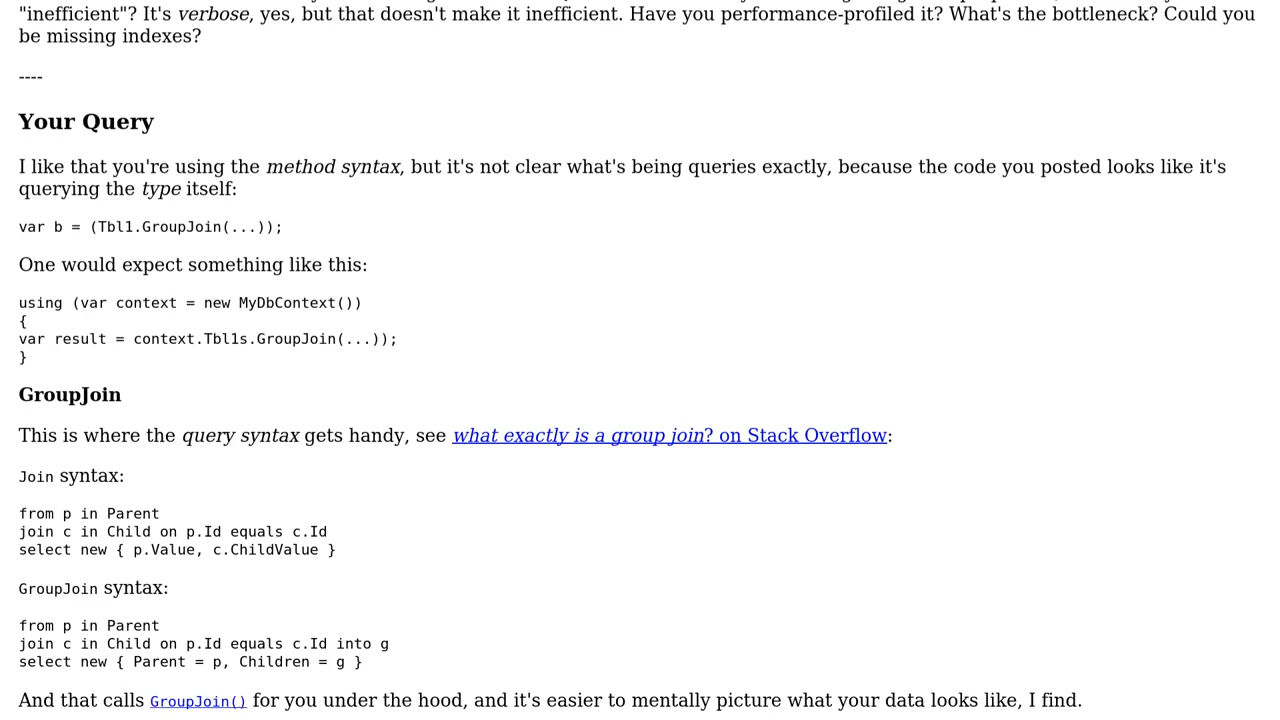 "inefficient"? It's verbose, yes, but that doesn't make it inefficient. Have you performance-profiled it? What's the bottleneck? Could you
be missing indexes?
----
Your Query
I like that you're using the method syntax, but it's not clear what's being queries exactly, because the code you posted looks like it's
querying the type itself:
var b = (Tbl1.GroupJoin(...));
One would expect something like this:
using (var context = new MyDbContext())
{
var result = context.Tbl1s.GroupJoin(...));
}
GroupJoin
This is where the query syntax gets handy, see what exactly is a group join? on Stack Overflow:
Join syntax:
from p in Parent
join c in Child on p.Id equals c.Id
select new { p.Value, c.ChildValue }
GroupJoin syntax:
from p in Parent
join c in Child on p.Id equals c.Id into g
select new { Parent = p, Children = g }
And that calls GroupJoin() for you under the hood, and it's easier to mentally picture what your data looks like, I find.